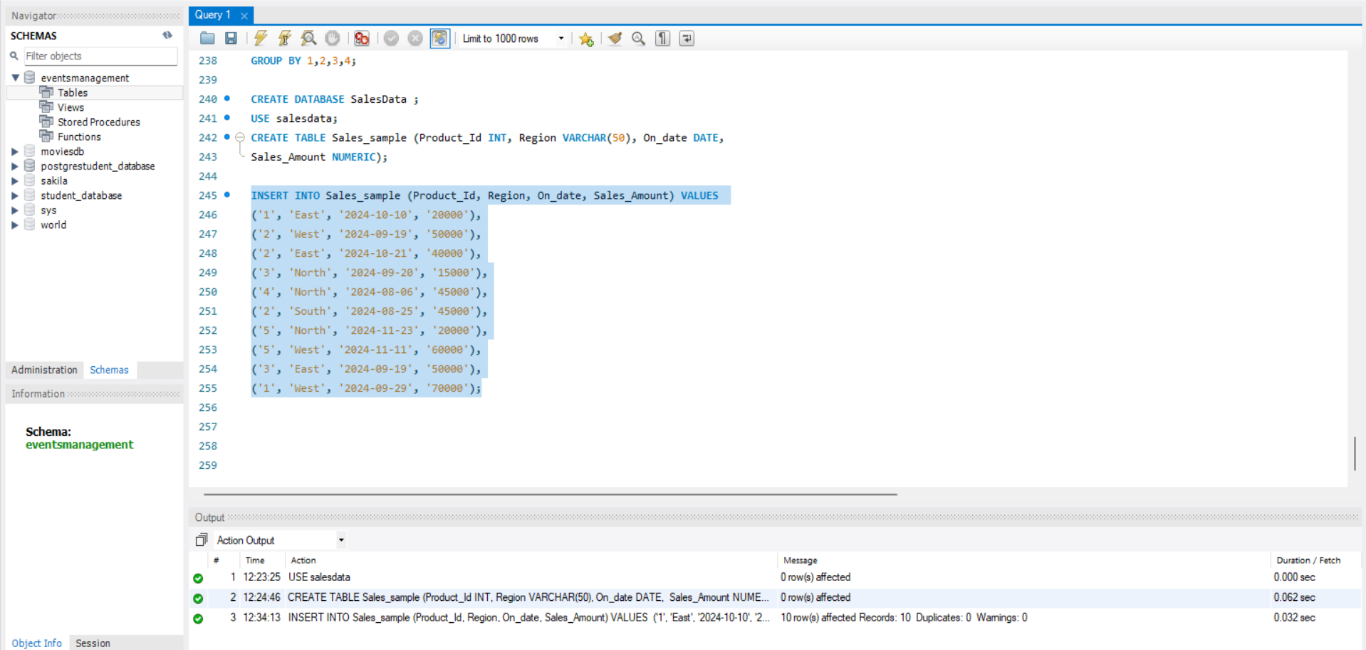 Navigator
SCHEMAS
Filter objects
eventsmanagement
Tables
Views
Stored Procedures
Functions
moviesdb
postgrestudent_database
sakila
student_database
sys
world
Administration Schemas
Information
Schema:
eventsmanagement
Object Info Session
Query 1
Limit to 1000 rows
238 GROUP BY 1,2,3,4;
239
240 CREATE DATABASE SalesData ;
241 USE salesdata;
242 CREATE TABLE Sales_sample (Product_Id INT, Region VARCHAR(50), On_date DATE,
243 Sales_Amount NUMERIC);
244
245 INSERT INTO Sales_sample (Product_Id, Region, On_date, Sales_Amount) VALUES
246 ('1', 'East', '2024-10-10', '20000'),
247 ('2', 'West', '2024-09-19', '50000'),
248 ('2', 'East', '2024-10-21', '40000'),
249 ('3', 'North', '2024-09-20', '15000'),
250 ('4', 'North', '2024-08-06', '45000'),
251 ('2', 'South', '2024-08-25', '45000'),
252 ('5', 'North', '2024-11-23', '20000'),
253 ('5', 'West', '2024-11-11', '60000'),
254 ('3', 'East', '2024-09-19', '50000'),
255 ('1', 'West', '2024-09-29', '70000');
256
257
258
259
Output
Action Output
# Time Action Message Duration / Fetch
1 12:23:25 USE salesdata 0 row(s) affected 0.000 sec
2 12:24:46 CREATE TABLE Sales_sample (Product_Id INT, Region VARCHAR(50), On_date DATE, Sales_Amount NUME... 0 row(s) affected 0.062 sec
3 12:34:13 INSERT INTO Sales_sample (Product_Id, Region, On_date, Sales_Amount) VALUES ('1', 'East', '2024-10-10', '2... 10 row(s) affected Records: 10 Duplicates: 0 Warnings: 0 0.032 sec